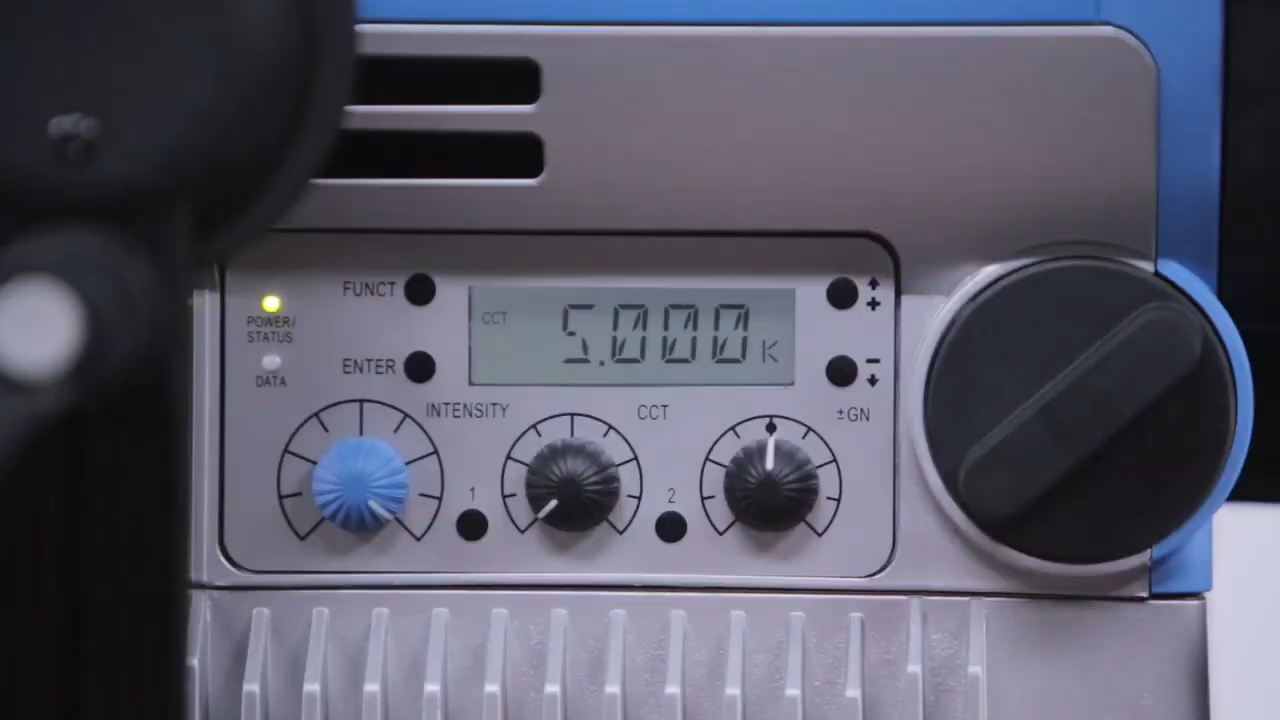 FUNCT
POWER/
STATUS
CCT 5.000 K
ENTER
DATA
INTENSITY
CCT
±GN
1
2